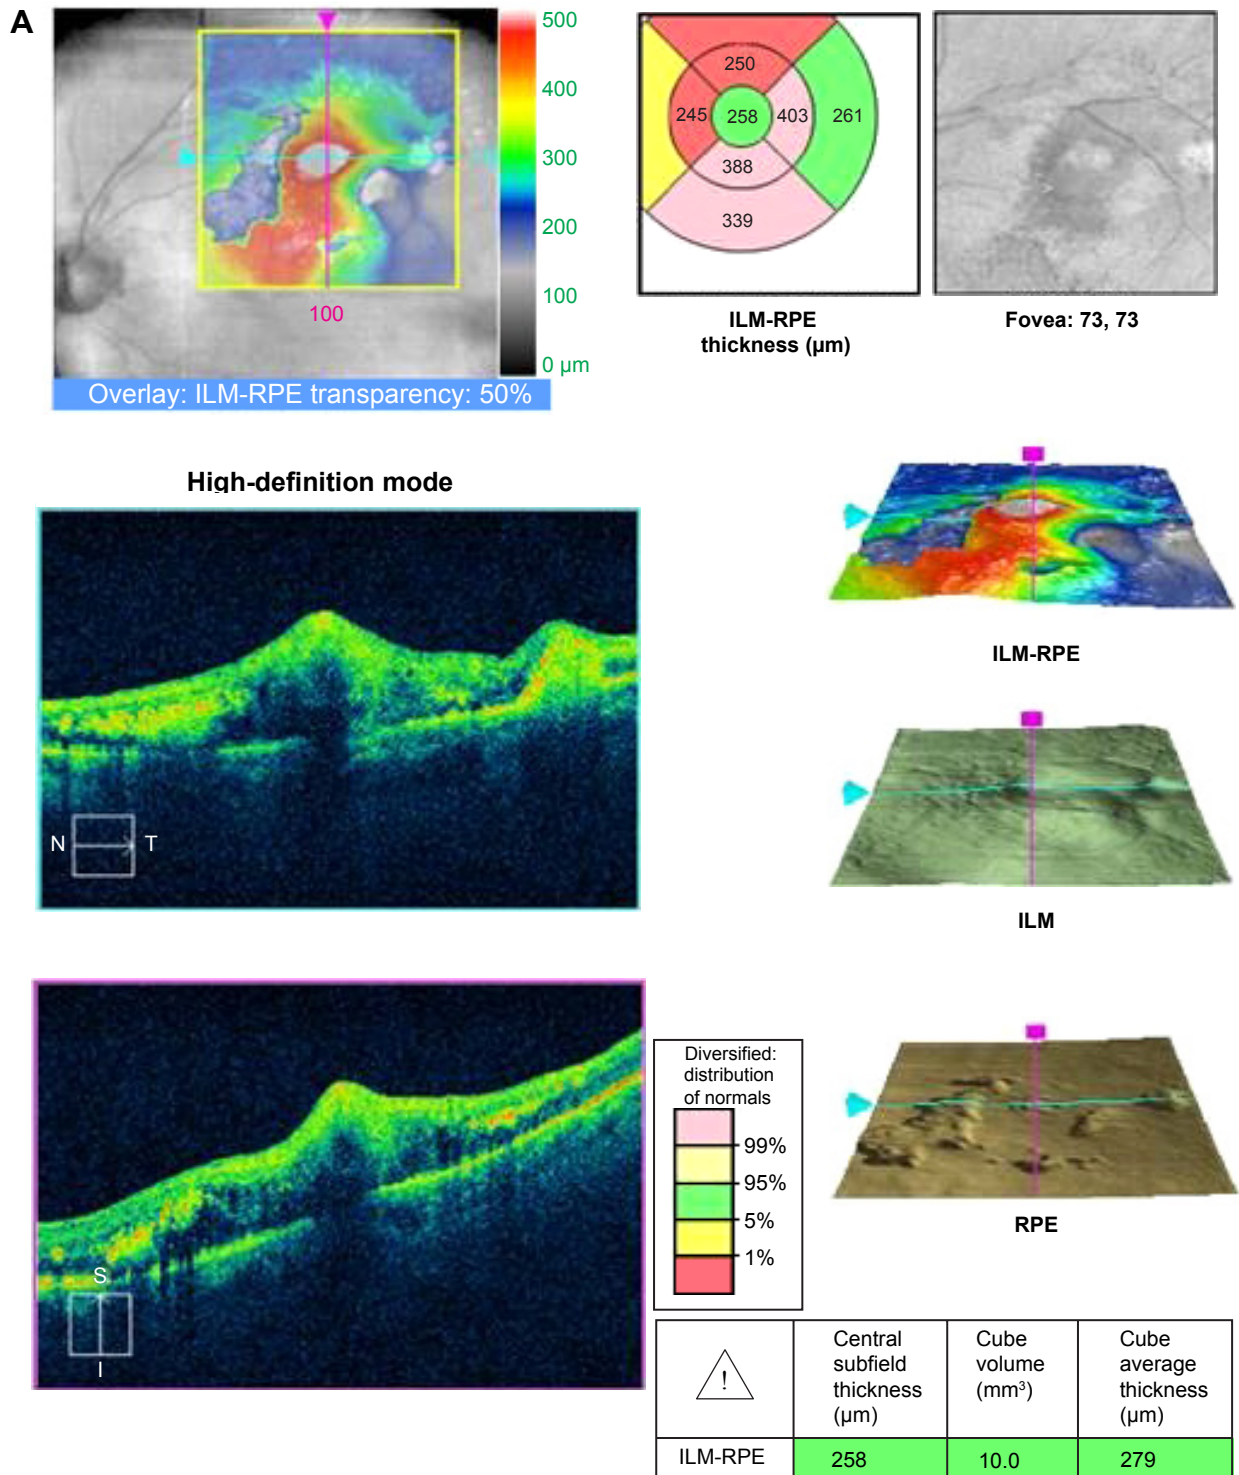 A
500
400
300
200
100
0 µm
100
Overlay: ILM-RPE transparency: 50%
250
245
258
403
261
388
339
ILM-RPE
thickness (µm)
Fovea: 73, 73
High-definition mode
N
T
ILM-RPE
ILM
S
I
Diversified:
distribution
of normals
99%
95%
5%
1%
RPE
!
Central
subfield
thickness
(µm)
Cube
volume
(mm³)
Cube
average
thickness
(µm)
ILM-RPE
258
10.0
279